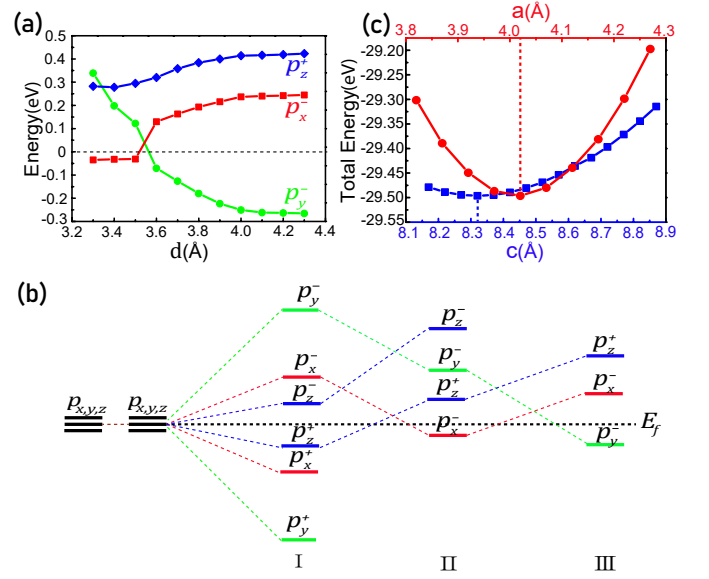 (a)
Energy(eV)
0.5
0.4
0.3
0.2
0.1
0
-0.1
-0.2
-0.3
3.2 3.4 3.6 3.8 4.0 4.2 4.4
d(Å)
p_z^+
p_x^-
p_y^-
(c)
a(Å)
3.8 3.9 4.0 4.1 4.2 4.3
Total Energy(eV)
-29.20
-29.25
-29.30
-29.35
-29.40
-29.45
-29.50
-29.55
8.1 8.2 8.3 8.4 8.5 8.6 8.7 8.8 8.9
c(Å)
(b)
p_{x,y,z} p_{x,y,z}
p_y^-
p_x^-
p_z^-
p_z^+
p_x^+
p_y^+
I
p_z^-
p_y^-
p_z^+
p_x^-
II
p_z^+
p_x^-
p_y^-
III
E_f